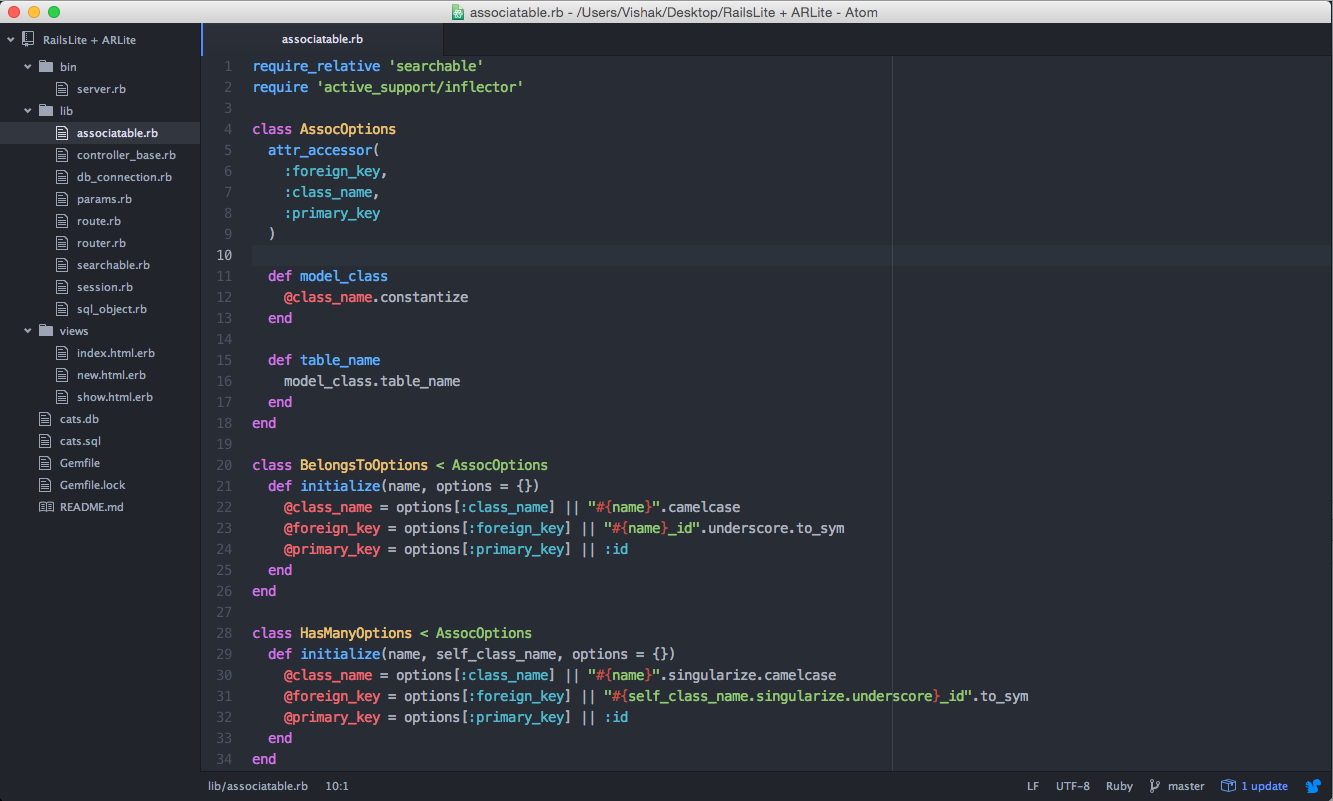 associatable.rb - /Users/Vishak/Desktop/RailsLite + ARLite - Atom
RailsLite + ARLite
bin
server.rb
lib
associatable.rb
controller_base.rb
db_connection.rb
params.rb
route.rb
router.rb
searchable.rb
session.rb
sql_object.rb
views
index.html.erb
new.html.erb
show.html.erb
cats.db
cats.sql
Gemfile
Gemfile.lock
README.md
associatable.rb
1 require_relative 'searchable'
2 require 'active_support/inflector'
3
4 class AssocOptions
5   attr_accessor(
6     :foreign_key,
7     :class_name,
8     :primary_key
9   )
10
11   def model_class
12     @class_name.constantize
13   end
14
15   def table_name
16     model_class.table_name
17   end
18 end
19
20 class BelongsToOptions < AssocOptions
21   def initialize(name, options = {})
22     @class_name = options[:class_name] || "#{name}".camelcase
23     @foreign_key = options[:foreign_key] || "#{name}_id".underscore.to_sym
24     @primary_key = options[:primary_key] || :id
25   end
26 end
27
28 class HasManyOptions < AssocOptions
29   def initialize(name, self_class_name, options = {})
30     @class_name = options[:class_name] || "#{name}".singularize.camelcase
31     @foreign_key = options[:foreign_key] || "#{self_class_name.singularize.underscore}_id".to_sym
32     @primary_key = options[:primary_key] || :id
33   end
34 end
lib/associatable.rb 10:1 LF UTF-8 Ruby master 1 update